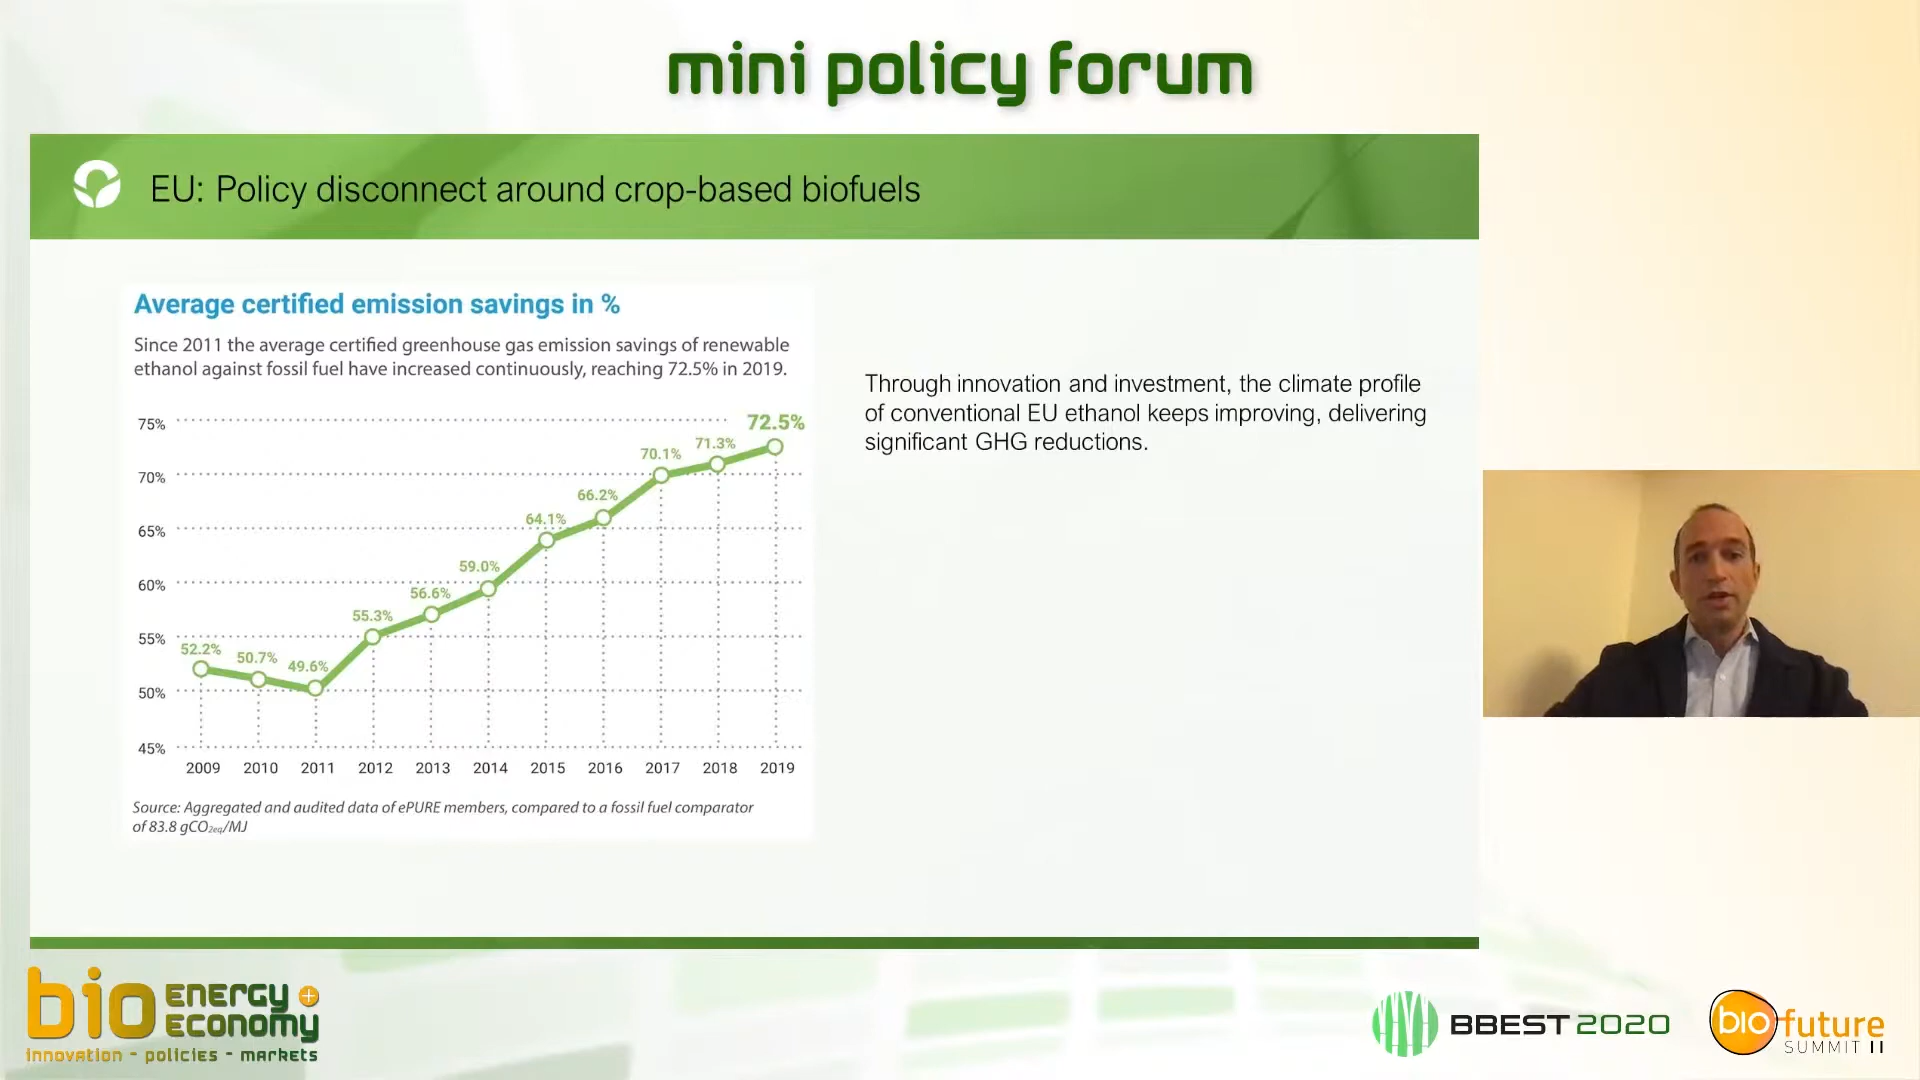 mini policy forum
EU: Policy disconnect around crop-based biofuels
Average certified emission savings in %
Since 2011 the average certified greenhouse gas emission savings of renewable
ethanol against fossil fuel have increased continuously, reaching 72.5% in 2019.
75%
70%
65%
60%
55%
50%
45%
52.2%
50.7%
49.6%
55.3%
56.6%
59.0%
64.1%
66.2%
70.1%
71.3%
72.5%
2009 2010 2011 2012 2013 2014 2015 2016 2017 2018 2019
Source: Aggregated and audited data of ePURE members, compared to a fossil fuel comparator
of 83.8 gCO2eq/MJ
Through innovation and investment, the climate profile
of conventional EU ethanol keeps improving, delivering
significant GHG reductions.
bio ENERGY +
ECONOMY
innovation - policies - markets
BBEST 2020
biofuture
SUMMIT II